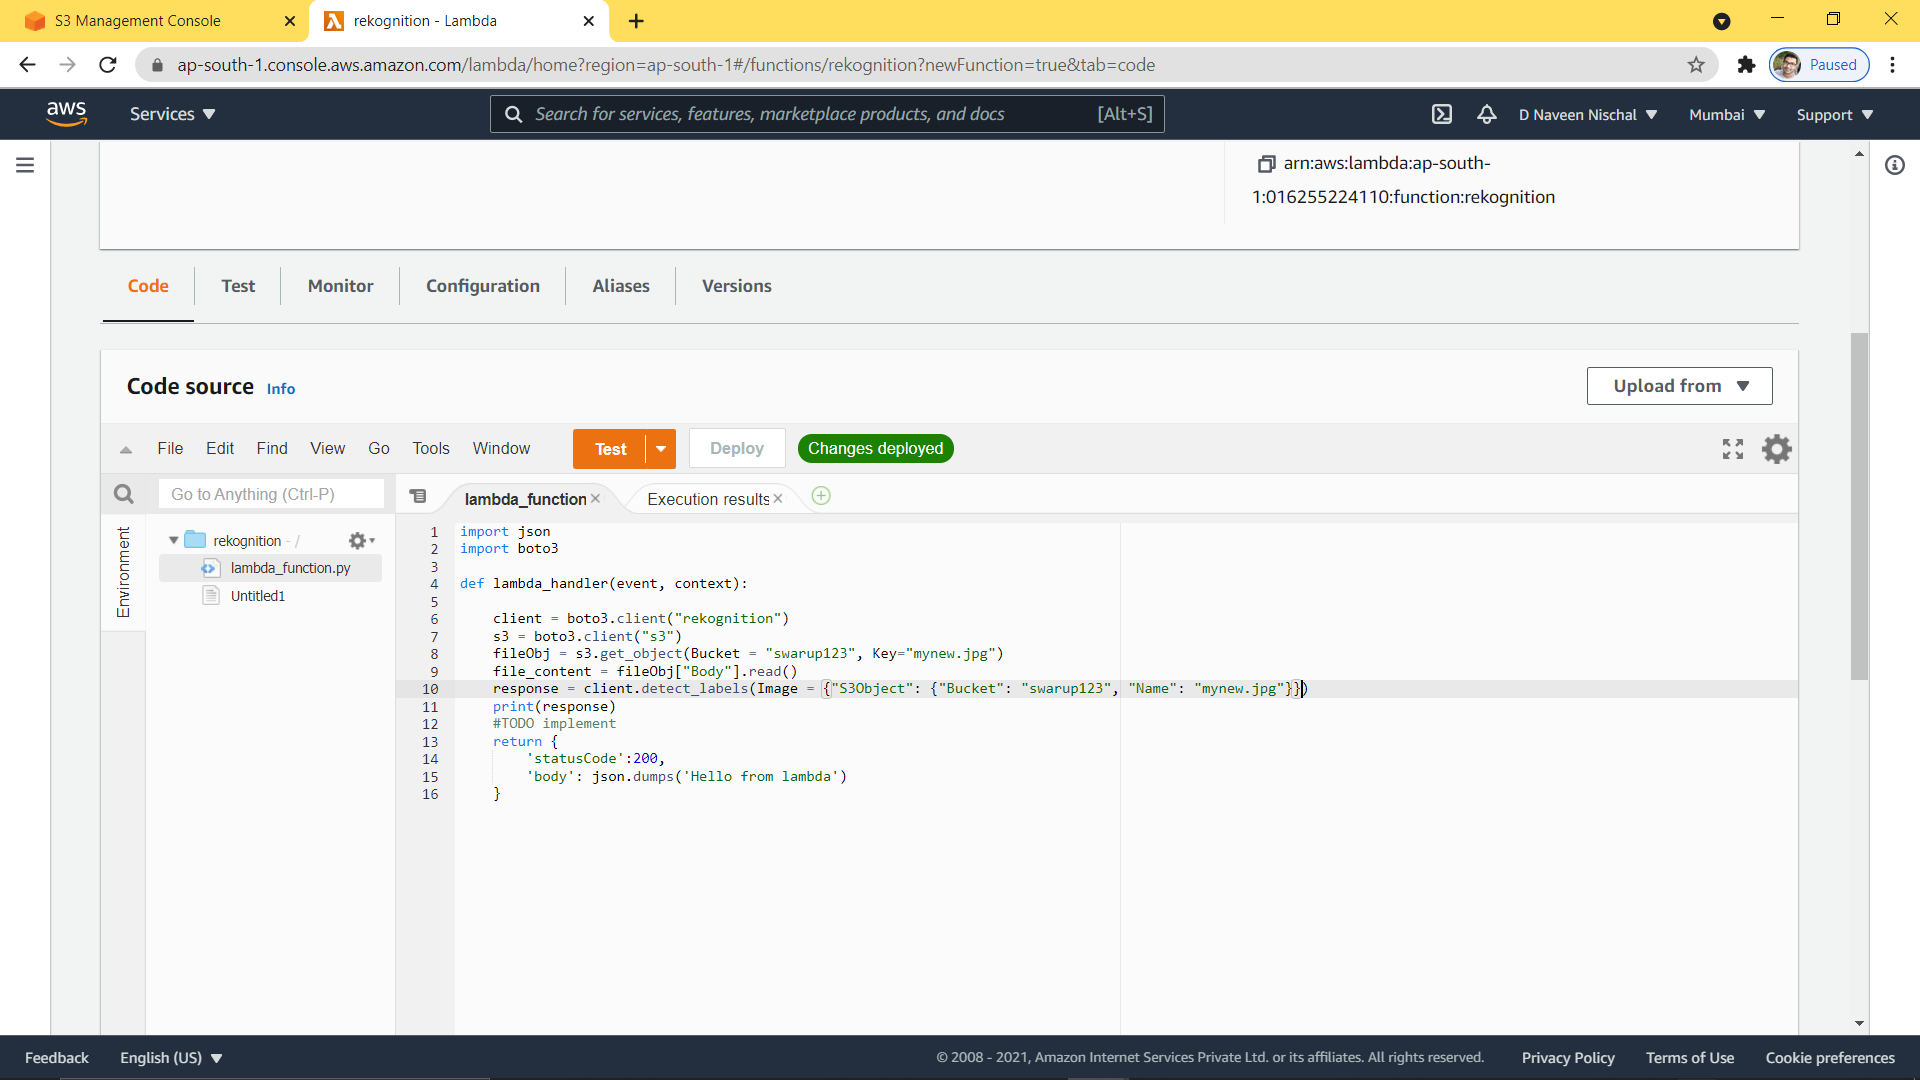 S3 Management Console
rekognition - Lambda
ap-south-1.console.aws.amazon.com/lambda/home?region=ap-south-1#/functions/rekognition?newFunction=true&tab=code
Paused
aws
Services
Search for services, features, marketplace products, and docs [Alt+S]
D Naveen Nischal
Mumbai
Support
arn:aws:lambda:ap-south-
1:016255224110:function:rekognition
Code
Test
Monitor
Configuration
Aliases
Versions
Code source Info
Upload from
File Edit Find View Go Tools Window
Test
Deploy
Changes deployed
Go to Anything (Ctrl-P)
lambda_function
Execution results
Environment
rekognition - /
lambda_function.py
Untitled1
1 import json
2 import boto3
3
4 def lambda_handler(event, context):
5
6 client = boto3.client("rekognition")
7 s3 = boto3.client("s3")
8 fileObj = s3.get_object(Bucket = "swarup123", Key="mynew.jpg")
9 file_content = fileObj["Body"].read()
10 response = client.detect_labels(Image = {"S3Object": {"Bucket": "swarup123", "Name": "mynew.jpg"}})
11 print(response)
12 #TODO implement
13 return {
14 'statusCode':200,
15 'body': json.dumps('Hello from lambda')
16 }
Feedback
English (US)
© 2008 - 2021, Amazon Internet Services Private Ltd. or its affiliates. All rights reserved.
Privacy Policy
Terms of Use
Cookie preferences